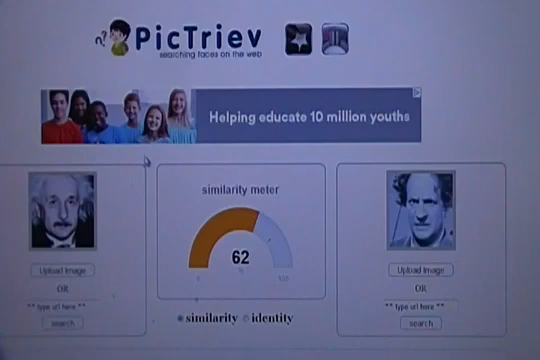 PicTriev
searching faces on the web
Helping educate 10 million youths
similarity meter
62
%
Upload Image
OR
** type url here **
search
similarity identity
Upload Image
OR
** type url here **
search